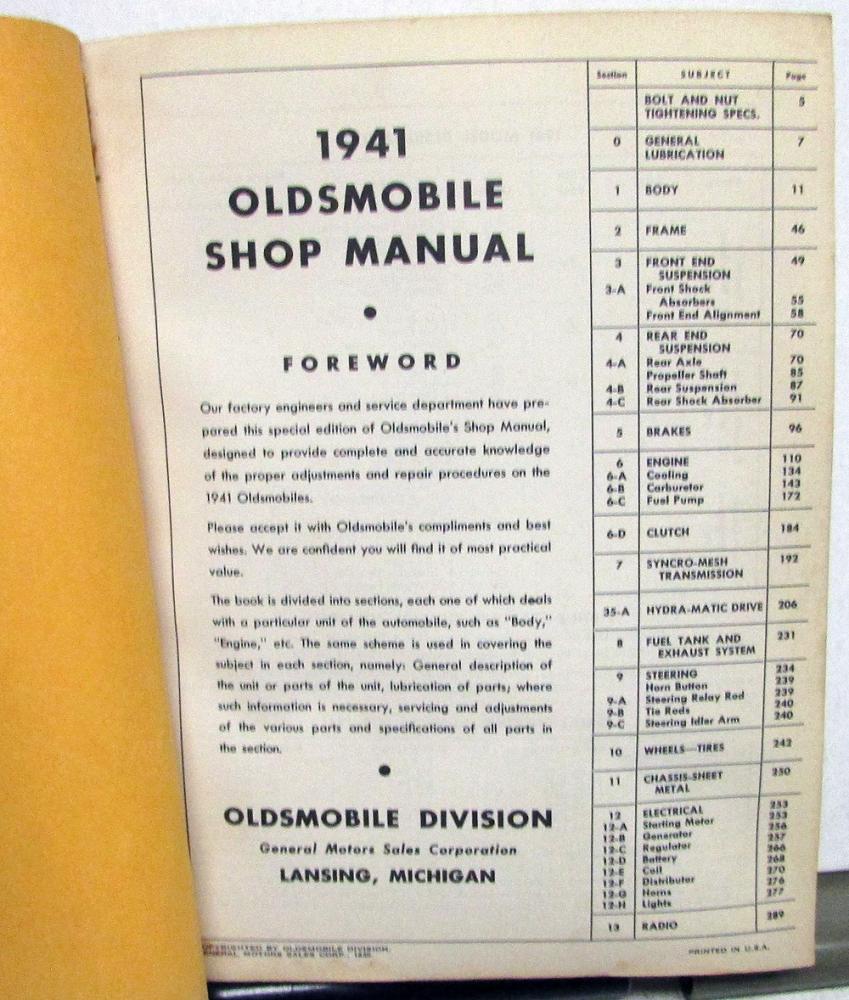 1941
OLDSMOBILE
SHOP MANUAL
FOREWORD
Our factory engineers and service department have pre-
pared this special edition of Oldsmobile's Shop Manual,
designed to provide complete and accurate knowledge
of the proper adjustments and repair procedures on the
1941 Oldsmobiles.
Please accept it with Oldsmobile's compliments and best
wishes. We are confident you will find it of most practical
value.
The book is divided into sections, each one of which deals
with a particular unit of the automobile, such as "Body,"
"Engine," etc. The same scheme is used in covering the
subject in each section, namely: General description of
the unit or parts of the unit, lubrication of parts; where
such information is necessary, servicing and adjustments
of the various parts and specifications of all parts in
the section.
OLDSMOBILE DIVISION
General Motors Sales Corporation
LANSING, MICHIGAN
COPYRIGHTED BY OLDSMOBILE DIVISION,
GENERAL MOTORS SALES CORP.,
Section SUBJECT Page
BOLT AND NUT 5
TIGHTENING SPECS.
0 GENERAL 7
LUBRICATION
1 BODY 11
2 FRAME 46
3 FRONT END 49
SUSPENSION
3-A Front Shock
Absorbers 55
Front End Alignment 58
4 REAR END 70
SUSPENSION
4-A Rear Axle 70
Propeller Shaft 85
4-B Rear Suspension 87
4-C Rear Shock Absorber 91
5 BRAKES 96
6 ENGINE 110
6-A Cooling 134
6-B Carburetor 143
6-C Fuel Pump 172
6-D CLUTCH 184
7 SYNCRO-MESH 192
TRANSMISSION
35-A HYDRA-MATIC DRIVE 206
8 FUEL TANK AND 231
EXHAUST SYSTEM
9 STEERING 234
Horn Button 239
9-A Steering Relay Rod 239
9-B Tie Rods 240
9-C Steering Idler Arm 240
10 WHEELS—TIRES 242
11 CHASSIS-SHEET 250
METAL
12 ELECTRICAL 253
12-A Starting Motor 253
12-B Generator 256
12-C Regulator 257
12-D Battery 266
12-E Coil 268
12-F Distributor 270
12-G Horns 276
12-H Lights 277
13 RADIO 289
PRINTED IN U.S.A.